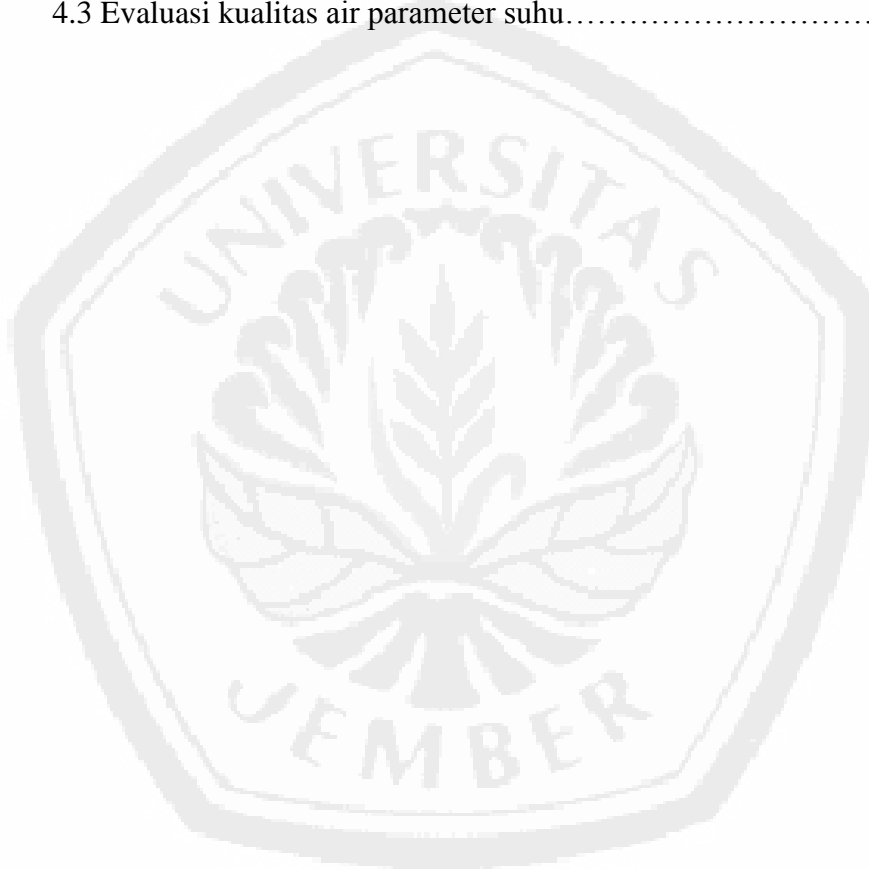 4.3 Evaluasi kualitas air parameter suhu…………………………
UNIVERSITAS
JEMBER